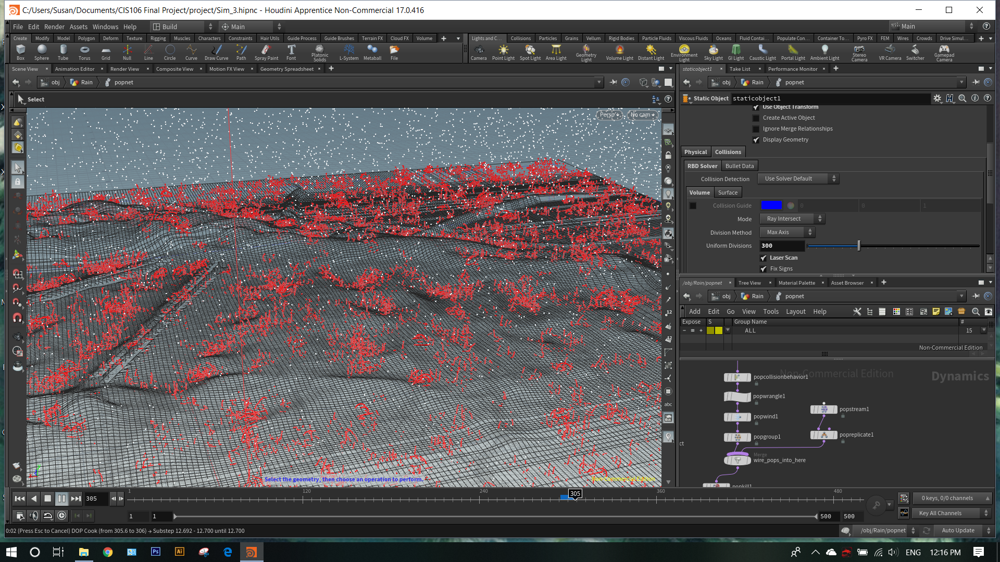 C:/Users/Susan/Documents/CIS106 Final Project/project/Sim_3.hipnc - Houdini Apprentice Non-Commercial 17.0.416
File Edit Render Assets Windows Help Build Main Main
Create Modify Model Polygon Deform Texture Rigging Muscles Characters Constraints Hair Utils Guide Process Guide Brushes Terrain FX Cloud FX Volume
Lights and C... Collisions Particles Grains Vellum Rigid Bodies Particle Fluids Viscous Fluids Oceans Fluid Contai... Populate Con... Container To... Pyro FX FEM Wires Crowds Drive Simul...
Box Sphere Tube Torus Grid Null Line Circle Curve Draw Curve Path Spray Paint Font Platonic Solids L-System Metaball File
Camera Point Light Spot Light Area Light Geometry Light Volume Light Distant Light Environment Light Sky Light GI Light Caustic Light Portal Light Ambient Light Stereo Camera VR Camera Switcher Gamepad Camera
Scene View Animation Editor Render View Composite View Motion FX View Geometry Spreadsheet
staticobject1 Take List Performance Monitor
obj Rain popnet
obj Rain popnet
Select
Static Object staticobject1
Persp No cam
Use Object Transform
Create Active Object
Ignore Merge Relationships
Display Geometry
Physical Collisions
RBD Solver Bullet Data
Collision Detection Use Solver Default
Volume Surface
Collision Guide 0 0 1
Mode Ray Intersect
Division Method Max Axis
Uniform Divisions 300
Laser Scan
Fix Signs
/obj/Rain/popnet Tree View Material Palette Asset Browser
obj Rain popnet
Add Edit Go View Tools Layout Help
Expose S Group Name #
ALL 15
Non-Commercial Edition
Non-Commercial Edition
Dynamics
popcollisionbehavior1
popwrangle1
popstream1
popwind1
popreplicate1
popgroup1
ct
Merge
wire_pops_into_here
popkill1
12
12
abc
Select the geometry, then choose an operation to perform.
Non-Commercial Edition
305 1 120 240 305 360 480
0 keys, 0/0 channels
1 1 500 500
Key All Channels
0:02 (Press Esc to Cancel) DOP Cook (from 305.6 to 306) → Substep 12.692 - 12.700 until 12.700
/obj/Rain/popnet Auto Update
Ps Ai ENG 12:16 PM